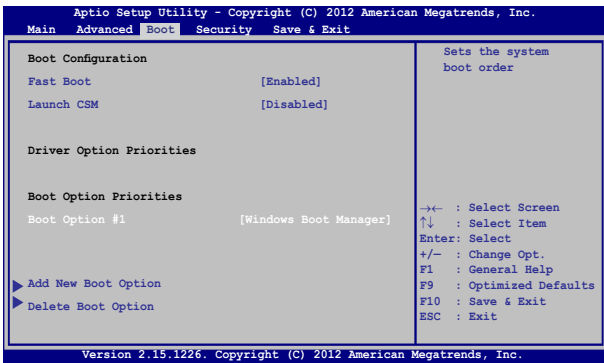 Aptio Setup Utility - Copyright (C) 2012 American Megatrends, Inc.
Main Advanced Boot Security Save & Exit
Boot Configuration
Fast Boot [Enabled]
Launch CSM [Disabled]
Driver Option Priorities
Boot Option Priorities
Boot Option #1 [Windows Boot Manager]
Add New Boot Option
Delete Boot Option
Sets the system
boot order
→← : Select Screen
↑↓ : Select Item
Enter: Select
+/— : Change Opt.
F1 : General Help
F9 : Optimized Defaults
F10 : Save & Exit
ESC : Exit
Version 2.15.1226. Copyright (C) 2012 American Megatrends, Inc.